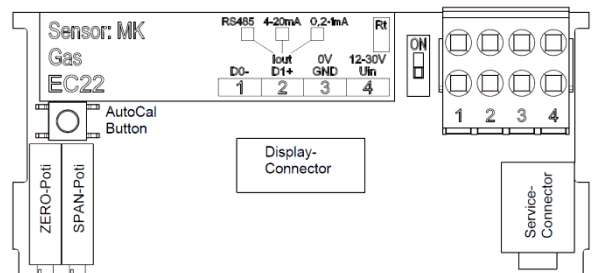 Sensor: MK
Gas
EC22
RS485 4-20mA 0,2-1mA
Rt
Iout 0V 12-30V
D0- D1+ GND Uin
1 2 3 4
ON
1 2 3 4
AutoCal
Button
ZERO-Poti
SPAN-Poti
Display-
Connector
Service-
Connector